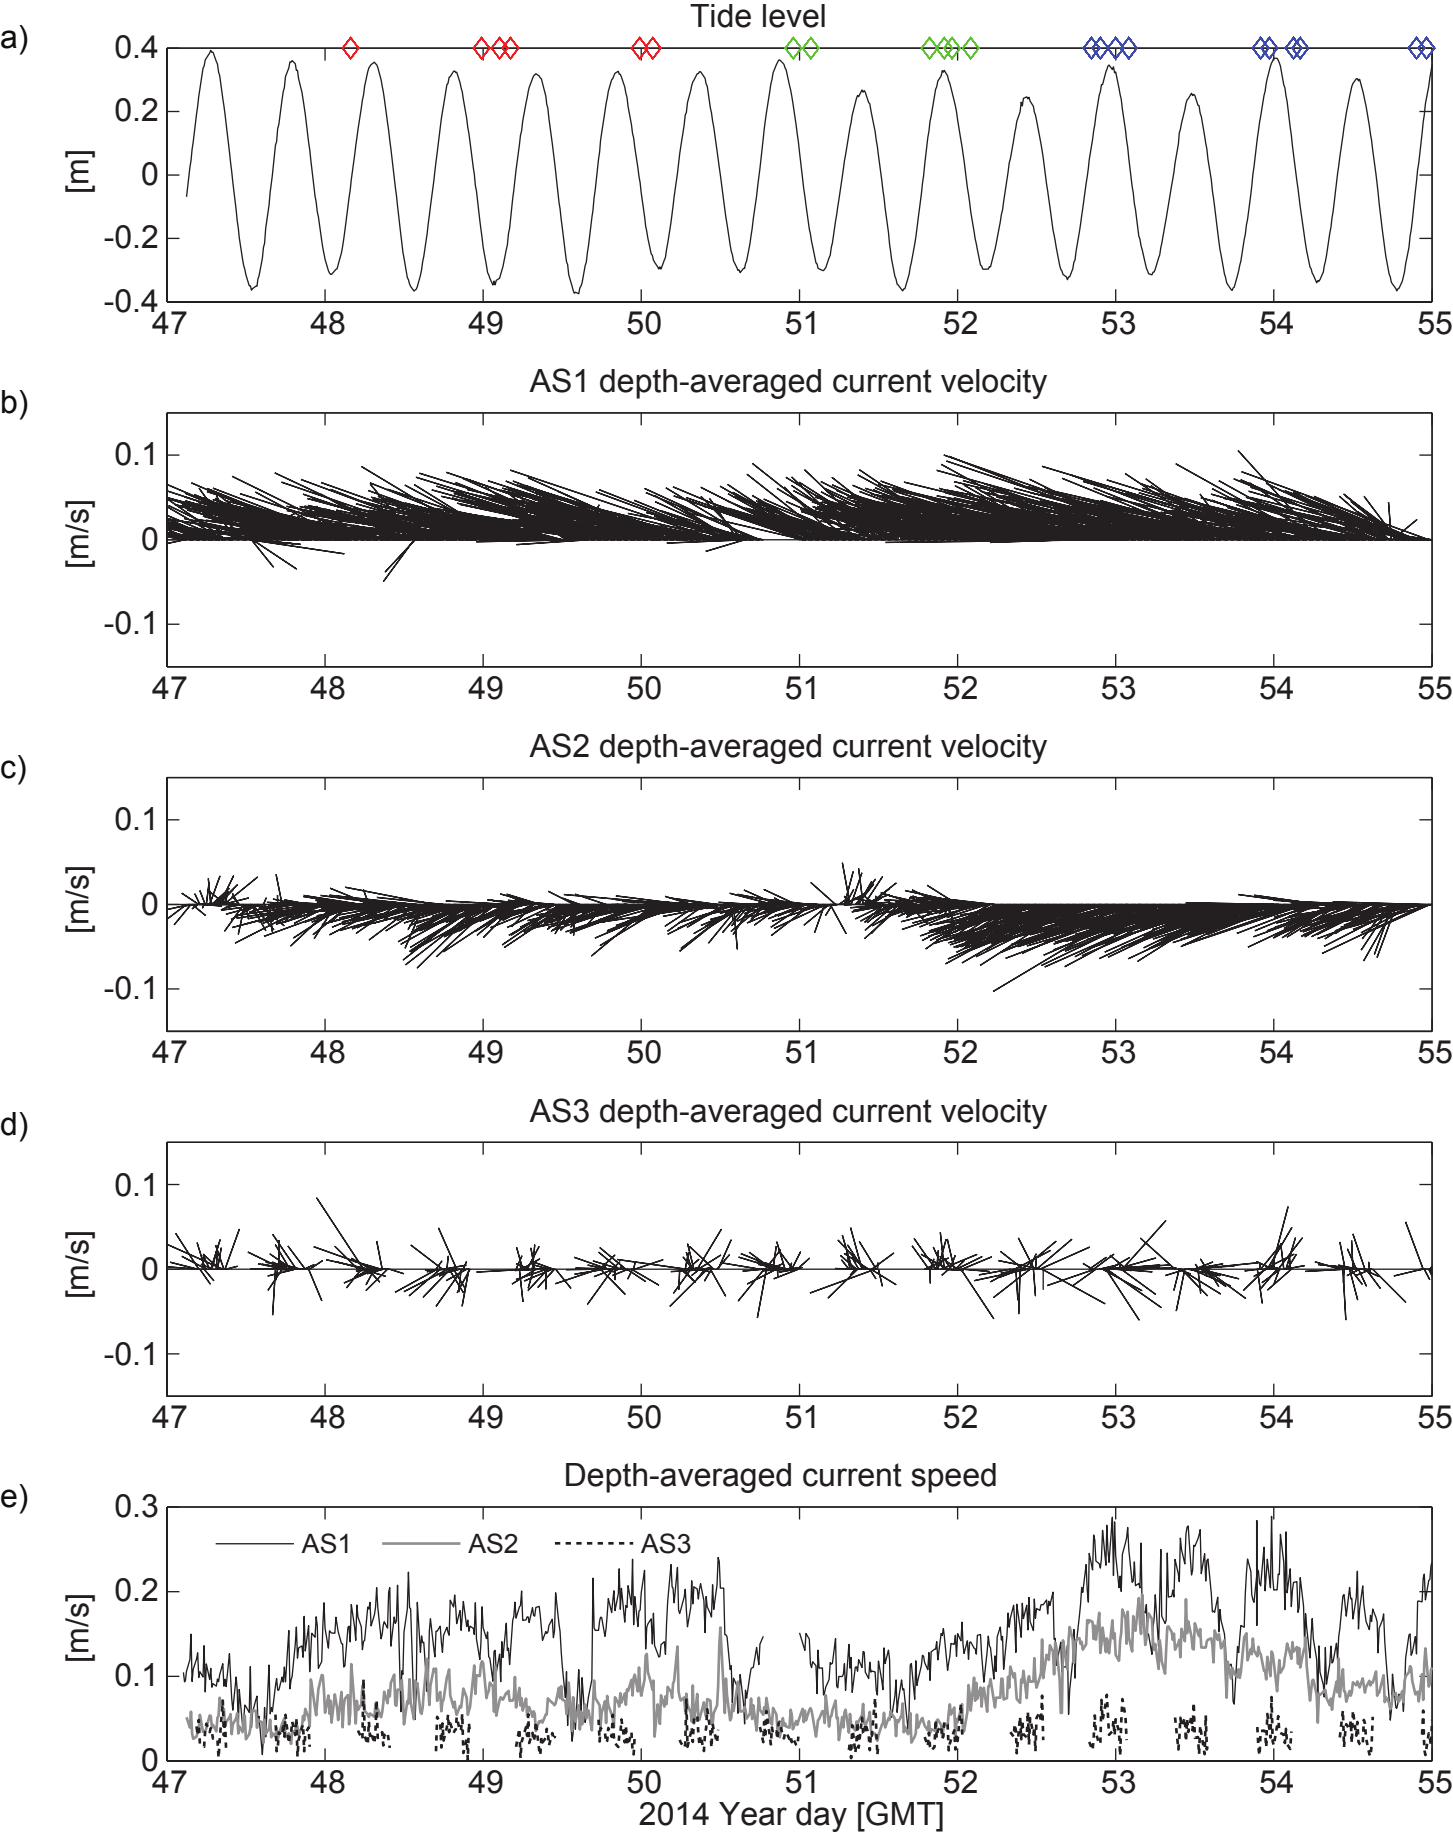 Tide level
a)
0.4
0.2
0
-0.2
-0.4
[m]
47 48 49 50 51 52 53 54 55
AS1 depth-averaged current velocity
b)
0.1
0
-0.1
[m/s]
47 48 49 50 51 52 53 54 55
AS2 depth-averaged current velocity
c)
0.1
0
-0.1
[m/s]
47 48 49 50 51 52 53 54 55
AS3 depth-averaged current velocity
d)
0.1
0
-0.1
[m/s]
47 48 49 50 51 52 53 54 55
Depth-averaged current speed
e)
0.3
0.2
0.1
0
[m/s]
AS1 AS2 AS3
47 48 49 50 51 52 53 54 55
2014 Year day [GMT]